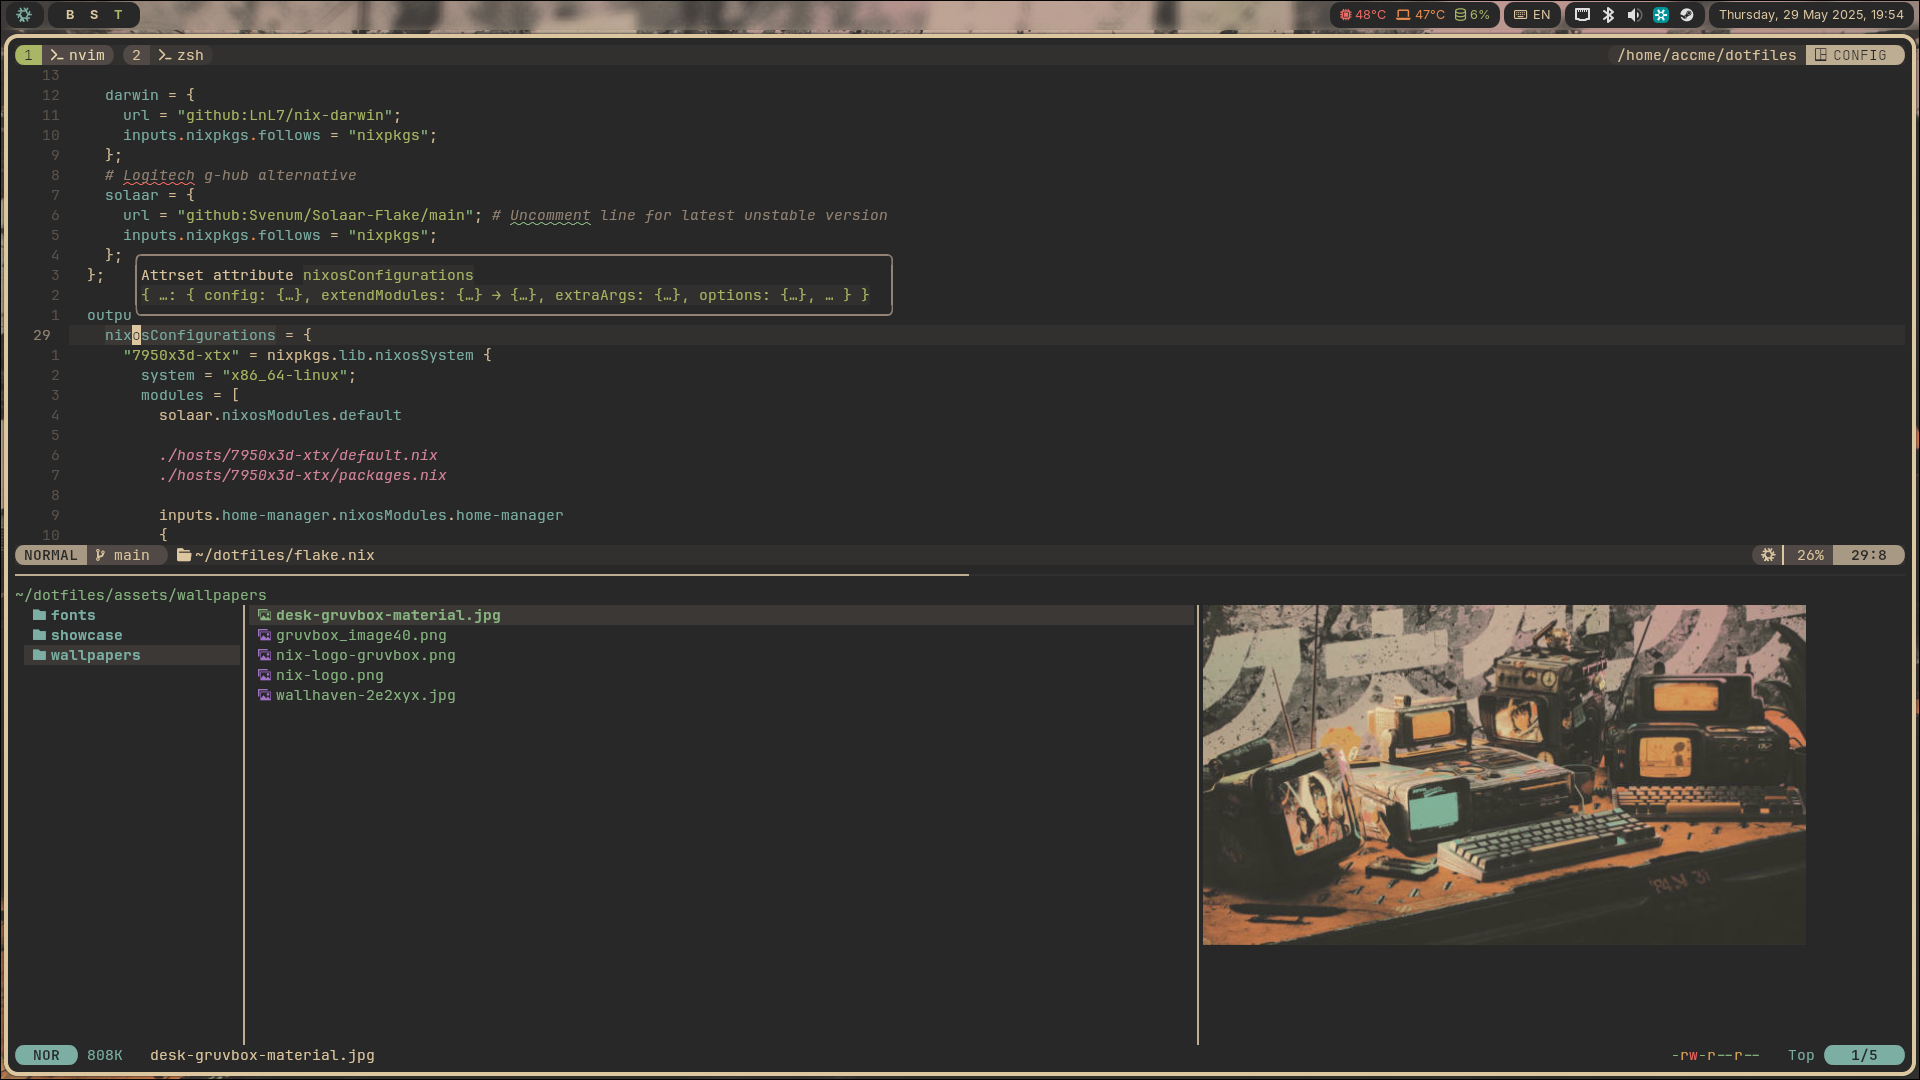 B S T
48°C 47°C 6% EN Thursday, 29 May 2025, 19:54
1 nvim 2 zsh /home/accme/dotfiles CONFIG
13
12 darwin = {
11 url = "github:LnL7/nix-darwin";
10 inputs.nixpkgs.follows = "nixpkgs";
9 };
8 # Logitech g-hub alternative
7 solaar = {
6 url = "github:Svenum/Solaar-Flake/main"; # Uncomment line for latest unstable version
5 inputs.nixpkgs.follows = "nixpkgs";
4 };
3 };
Attrset attribute nixosConfigurations
2
{ …: { config: {…}, extendModules: {…} → {…}, extraArgs: {…}, options: {…}, … } }
1 outpu
29 nixosConfigurations = {
1 "7950x3d-xtx" = nixpkgs.lib.nixosSystem {
2 system = "x86_64-linux";
3 modules = [
4 solaar.nixosModules.default
5
6 ./hosts/7950x3d-xtx/default.nix
7 ./hosts/7950x3d-xtx/packages.nix
8
9 inputs.home-manager.nixosModules.home-manager
10 {
NORMAL main ~/dotfiles/flake.nix 26% 29:8
~/dotfiles/assets/wallpapers
fonts
showcase
wallpapers
desk-gruvbox-material.jpg
gruvbox_image40.png
nix-logo-gruvbox.png
nix-logo.png
wallhaven-2e2xyx.jpg
NOR 808K desk-gruvbox-material.jpg -rw-r--r-- Top 1/5